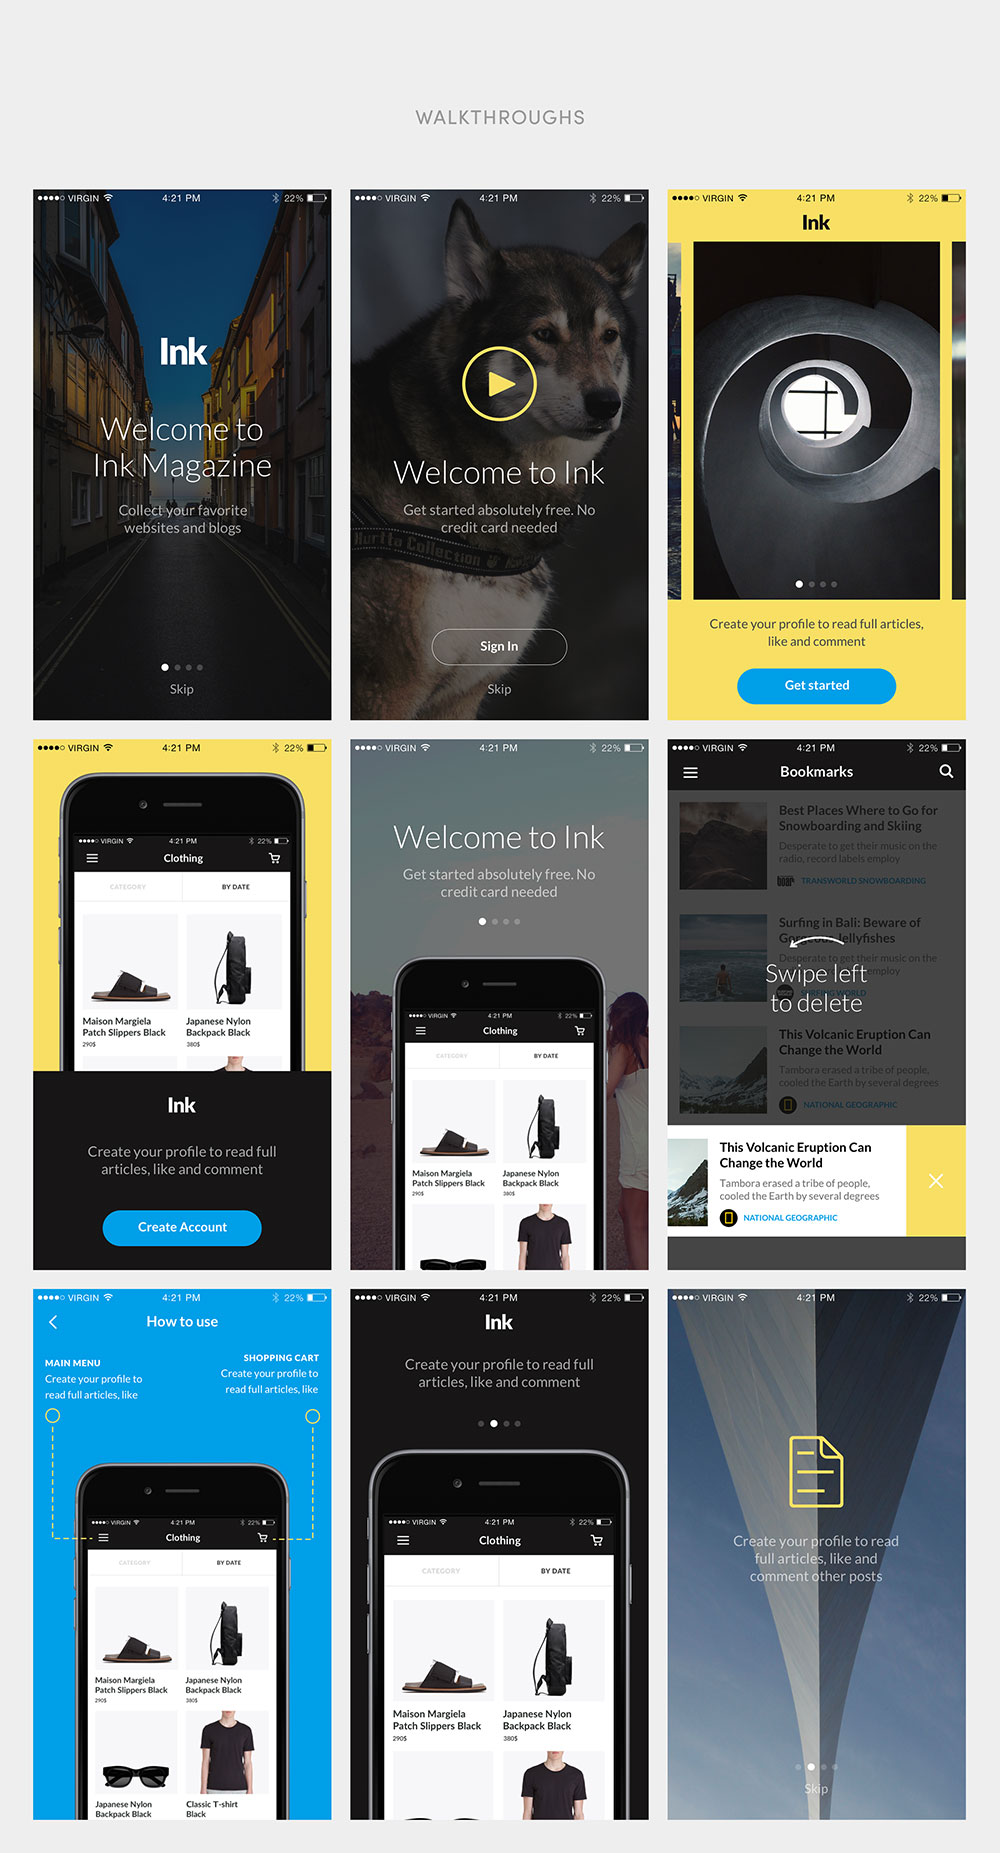 WALKTHROUGHS
VIRGIN 4:21 PM 22%
Ink
Welcome to
Ink Magazine
Collect your favorite
websites and blogs
Skip
VIRGIN 4:21 PM 22%
Welcome to Ink
Get started absolutely free. No
credit card needed
Hurtta Collection
Sign In
Skip
VIRGIN 4:21 PM 22%
Ink
Create your profile to read full articles,
like and comment
Get started
VIRGIN 4:21 PM 22%
VIRGIN 4:21 PM 22%
Clothing
CATEGORY BY DATE
Maison Margiela
Patch Slippers Black
290$
Japanese Nylon
Backpack Black
380$
Ink
Create your profile to read full
articles, like and comment
Create Account
VIRGIN 4:21 PM 22%
Welcome to Ink
Get started absolutely free. No
credit card needed
VIRGIN 4:21 PM 22%
Clothing
CATEGORY BY DATE
Maison Margiela
Patch Slippers Black
290$
Japanese Nylon
Backpack Black
380$
VIRGIN 4:21 PM 22%
Bookmarks
Best Places Where to Go for
Snowboarding and Skiing
Desperate to get their music on the
radio, record labels employ
TRANSWORLD SNOWBOARDING
Surfing in Bali: Beware of
Gorgeous Jellyfishes
Desperate to get their music on the
employ
SURFING WORLD
Swipe left
to delete
This Volcanic Eruption Can
Change the World
Tambora erased a tribe of people,
cooled the Earth by several degrees
NATIONAL GEOGRAPHIC
This Volcanic Eruption Can
Change the World
Tambora erased a tribe of people,
cooled the Earth by several degrees
NATIONAL GEOGRAPHIC
VIRGIN 4:21 PM 22%
How to use
MAIN MENU
Create your profile to
read full articles, like
SHOPPING CART
Create your profile to
read full articles, like
VIRGIN 4:21 PM 22%
Clothing
CATEGORY BY DATE
Maison Margiela
Patch Slippers Black
290$
Japanese Nylon
Backpack Black
380$
Japanese Nylon
Backpack Black
Classic T-shirt
Black
VIRGIN 4:21 PM 22%
Ink
Create your profile to read full
articles, like and comment
VIRGIN 4:21 PM 22%
Clothing
CATEGORY BY DATE
Maison Margiela
Patch Slippers Black
290$
Japanese Nylon
Backpack Black
380$
VIRGIN 4:21 PM 22%
Create your profile to read
full articles, like and
comment other posts
Skip